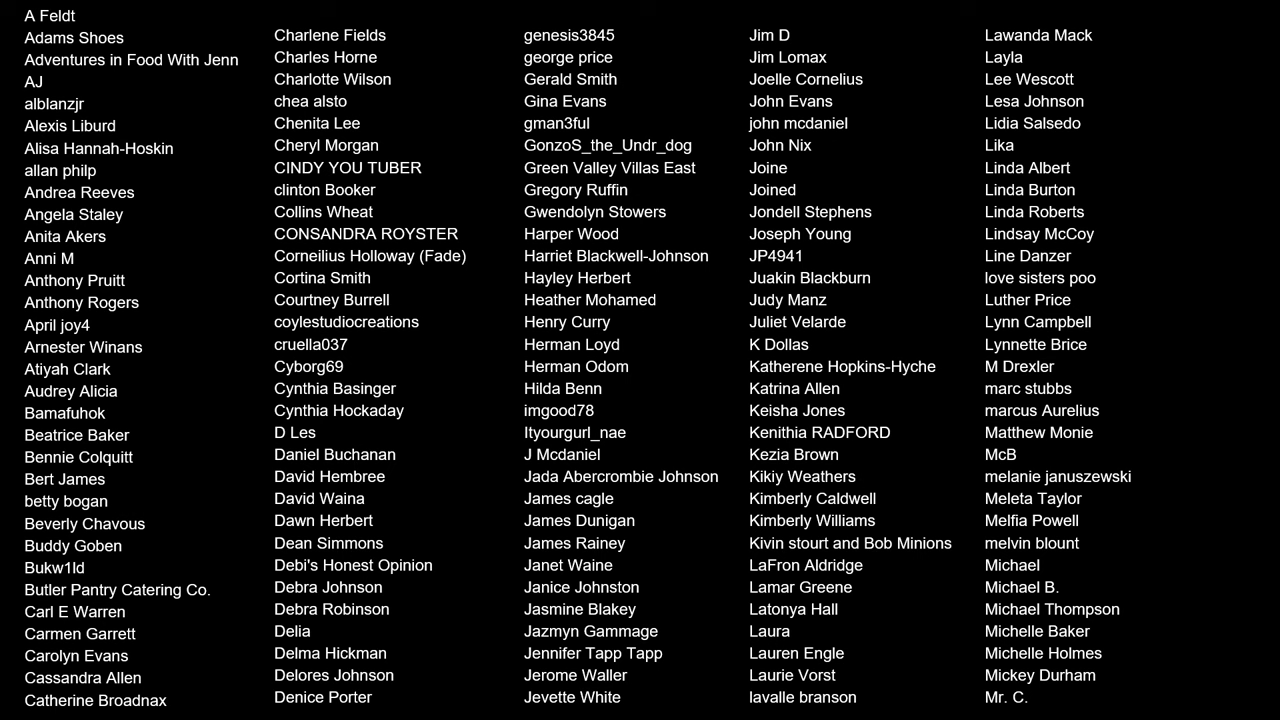 A Feldt
Adams Shoes
Adventures in Food With Jenn
AJ
alblanzjr
Alexis Liburd
Alisa Hannah-Hoskin
allan philp
Andrea Reeves
Angela Staley
Anita Akers
Anni M
Anthony Pruitt
Anthony Rogers
April joy4
Arnester Winans
Atiyah Clark
Audrey Alicia
Bamafuhok
Beatrice Baker
Bennie Colquitt
Bert James
betty bogan
Beverly Chavous
Buddy Goben
Bukw1ld
Butler Pantry Catering Co.
Carl E Warren
Carmen Garrett
Carolyn Evans
Cassandra Allen
Catherine Broadnax
Charlene Fields
Charles Horne
Charlotte Wilson
chea alsto
Chenita Lee
Cheryl Morgan
CINDY YOU TUBER
clinton Booker
Collins Wheat
CONSANDRA ROYSTER
Corneilius Holloway (Fade)
Cortina Smith
Courtney Burrell
coylestudiocreations
cruella037
Cyborg69
Cynthia Basinger
Cynthia Hockaday
D Les
Daniel Buchanan
David Hembree
David Waina
Dawn Herbert
Dean Simmons
Debi's Honest Opinion
Debra Johnson
Debra Robinson
Delia
Delma Hickman
Delores Johnson
Denice Porter
genesis3845
george price
Gerald Smith
Gina Evans
gman3ful
GonzoS_the_Undr_dog
Green Valley Villas East
Gregory Ruffin
Gwendolyn Stowers
Harper Wood
Harriet Blackwell-Johnson
Hayley Herbert
Heather Mohamed
Henry Curry
Herman Loyd
Herman Odom
Hilda Benn
imgood78
Ityourgurl_nae
J Mcdaniel
Jada Abercrombie Johnson
James cagle
James Dunigan
James Rainey
Janet Waine
Janice Johnston
Jasmine Blakey
Jazmyn Gammage
Jennifer Tapp Tapp
Jerome Waller
Jevette White
Jim D
Jim Lomax
Joelle Cornelius
John Evans
john mcdaniel
John Nix
Joine
Joined
Jondell Stephens
Joseph Young
JP4941
Juakin Blackburn
Judy Manz
Juliet Velarde
K Dollas
Katherene Hopkins-Hyche
Katrina Allen
Keisha Jones
Kenithia RADFORD
Kezia Brown
Kikiy Weathers
Kimberly Caldwell
Kimberly Williams
Kivin stourt and Bob Minions
LaFron Aldridge
Lamar Greene
Latonya Hall
Laura
Lauren Engle
Laurie Vorst
lavalle branson
Lawanda Mack
Layla
Lee Wescott
Lesa Johnson
Lidia Salsedo
Lika
Linda Albert
Linda Burton
Linda Roberts
Lindsay McCoy
Line Danzer
love sisters poo
Luther Price
Lynn Campbell
Lynnette Brice
M Drexler
marc stubbs
marcus Aurelius
Matthew Monie
McB
melanie januszewski
Meleta Taylor
Melfia Powell
melvin blount
Michael
Michael B.
Michael Thompson
Michelle Baker
Michelle Holmes
Mickey Durham
Mr. C.